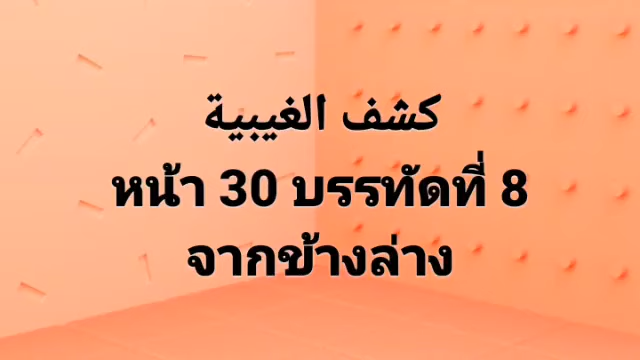 كشف الغيبية
หน้า 30 บรรทัดที่ 8
จากข้างล่าง